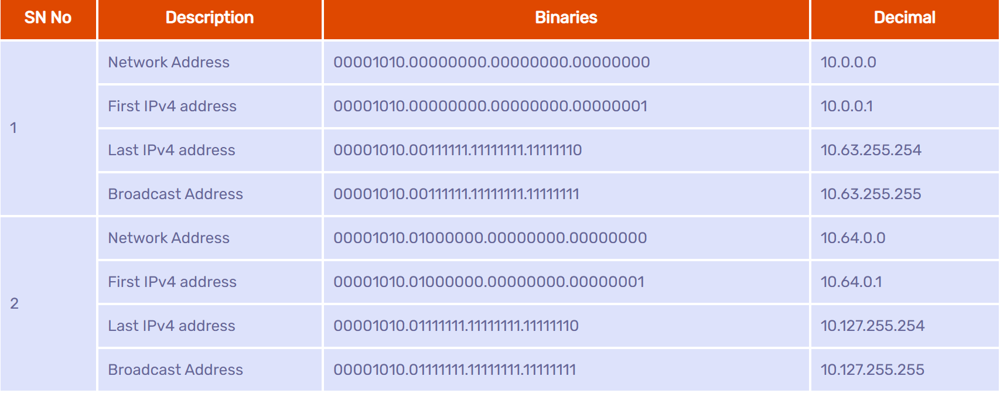 SN No Description Binaries Decimal
1
Network Address 00001010.00000000.00000000.00000000 10.0.0.0
First IPv4 address 00001010.00000000.00000000.00000001 10.0.0.1
Last IPv4 address 00001010.00111111.11111111.11111110 10.63.255.254
Broadcast Address 00001010.00111111.11111111.11111111 10.63.255.255
2
Network Address 00001010.01000000.00000000.00000000 10.64.0.0
First IPv4 address 00001010.01000000.00000000.00000001 10.64.0.1
Last IPv4 address 00001010.01111111.11111111.11111110 10.127.255.254
Broadcast Address 00001010.01111111.11111111.11111111 10.127.255.255